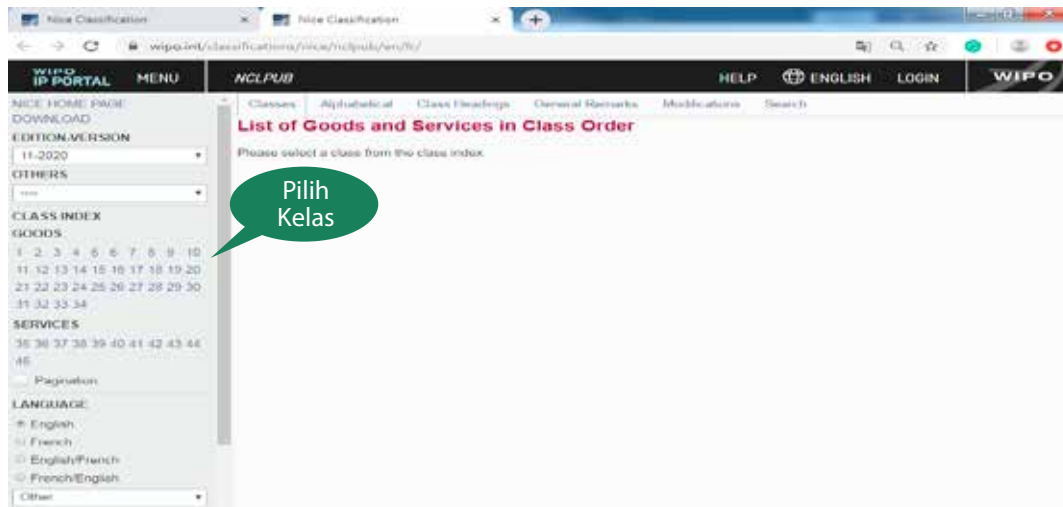 Nice Classification
Nice Classification
wipo.int/classifications/nice/nclpub/en/fr/
WIPO
IP PORTAL MENU NCLPUB HELP ENGLISH LOGIN WIPO
NICE HOME PAGE
DOWNLOAD
EDITION-VERSION
11-2020
OTHERS
----
CLASS INDEX
GOODS
1 2 3 4 5 6 7 8 9 10
11 12 13 14 15 16 17 18 19 20
21 22 23 24 25 26 27 28 29 30
31 32 33 34
SERVICES
35 36 37 38 39 40 41 42 43 44
45
Pagination
LANGUAGE
English
French
English/French
French/English
Other
Classes Alphabetical Class Headings General Remarks Modifications Search
List of Goods and Services in Class Order
Please select a class from the class index
Pilih
Kelas